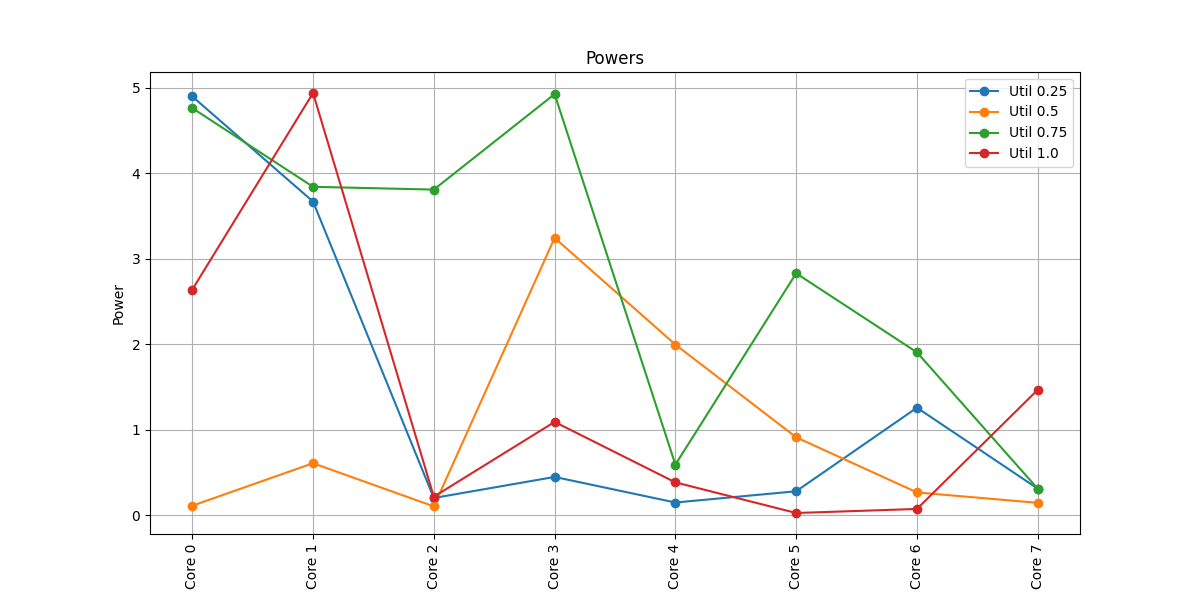 Powers
Util 0.25
Util 0.5
Util 0.75
Util 1.0
Power
5
4
3
2
1
0
Core 0
Core 1
Core 2
Core 3
Core 4
Core 5
Core 6
Core 7